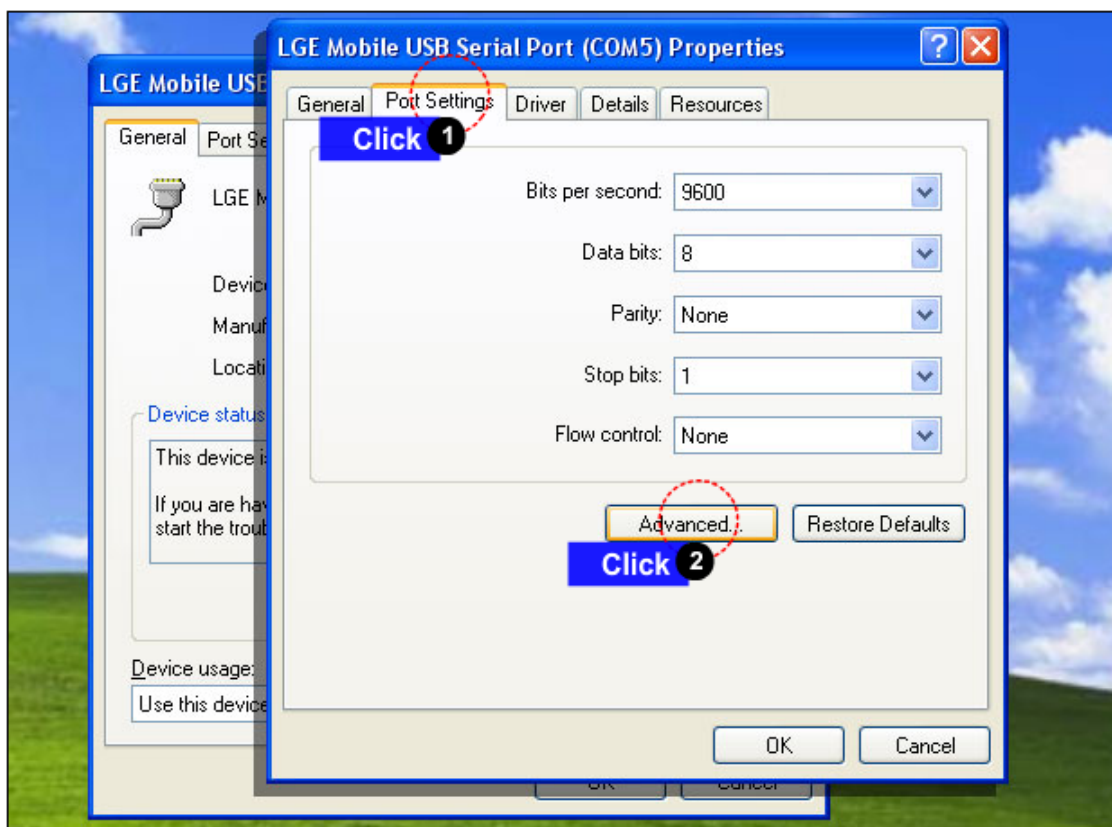 LGE Mobile USB Serial Port (COM5) Properties
General Port Settings Driver Details Resources
Click 1
Bits per second: 9600
Data bits: 8
Parity: None
Stop bits: 1
Flow control: None
Advanced... Restore Defaults
Click 2
OK Cancel
LGE Mobile USB
General Port Se
LGE M
Device
Manuf
Locati
Device status
This device i
If you are hav
start the troub
Device usage:
Use this device
OK Cancel